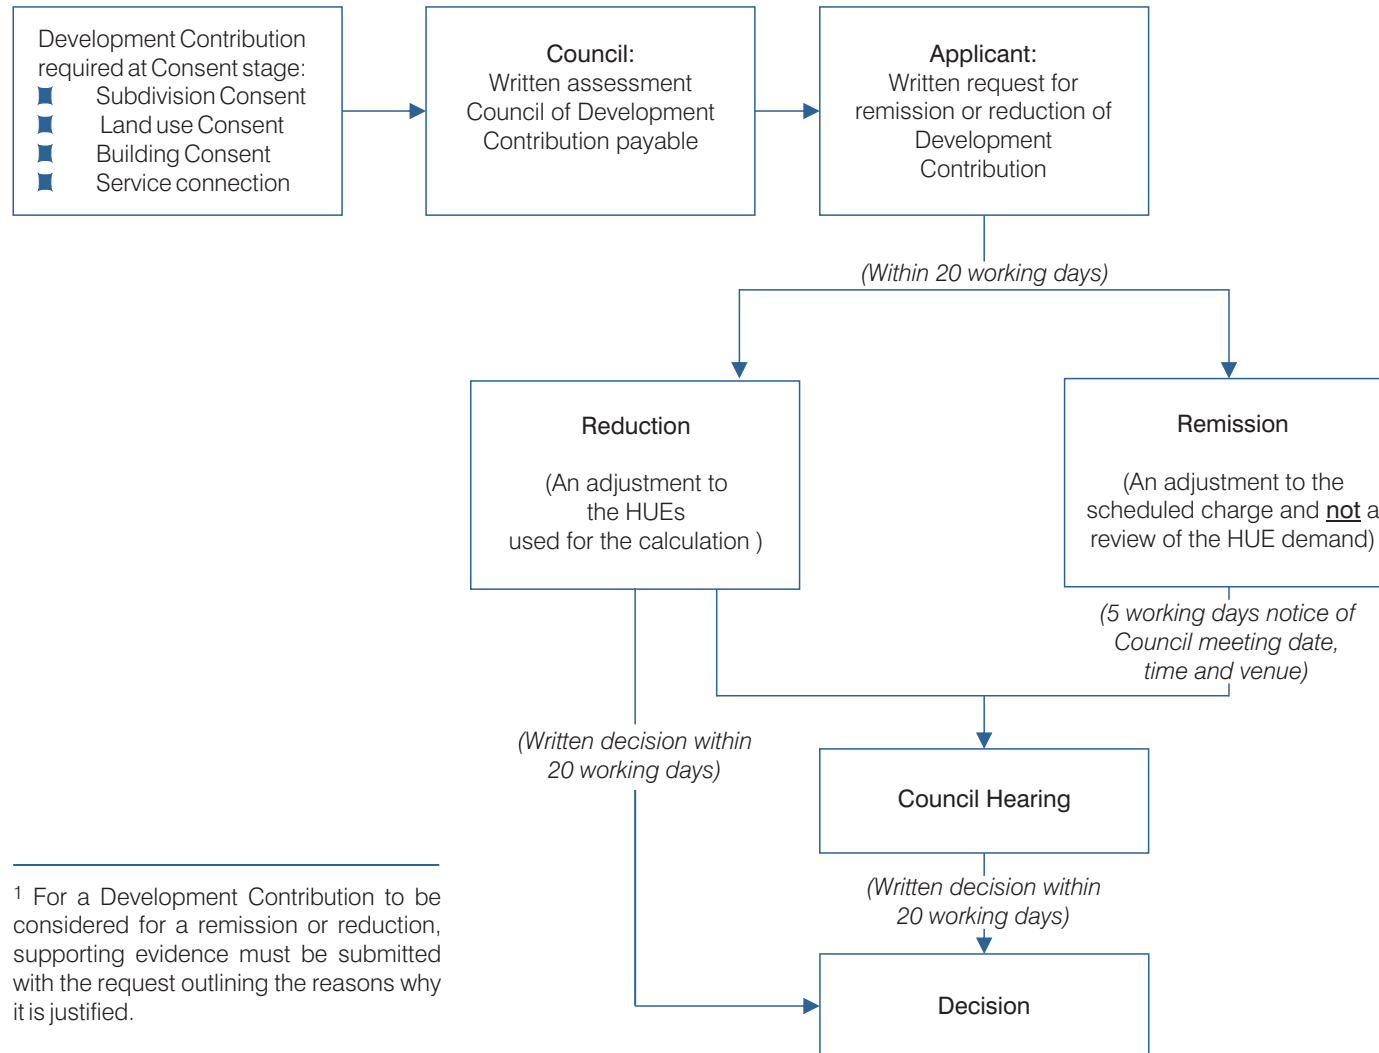 Development Contribution
required at Consent stage:
Subdivision Consent
Land use Consent
Building Consent
Service connection
Council:
Written assessment
Council of Development
Contribution payable
Applicant:
Written request for
remission or reduction of
Development
Contribution
(Within 20 working days)
Reduction
(An adjustment to
the HUEs
used for the calculation )
Remission
(An adjustment to the
scheduled charge and not a
review of the HUE demand)
(5 working days notice of
Council meeting date,
time and venue)
(Written decision within
20 working days)
Council Hearing
(Written decision within
20 working days)
Decision
1 For a Development Contribution to be
considered for a remission or reduction,
supporting evidence must be submitted
with the request outlining the reasons why
it is justified.